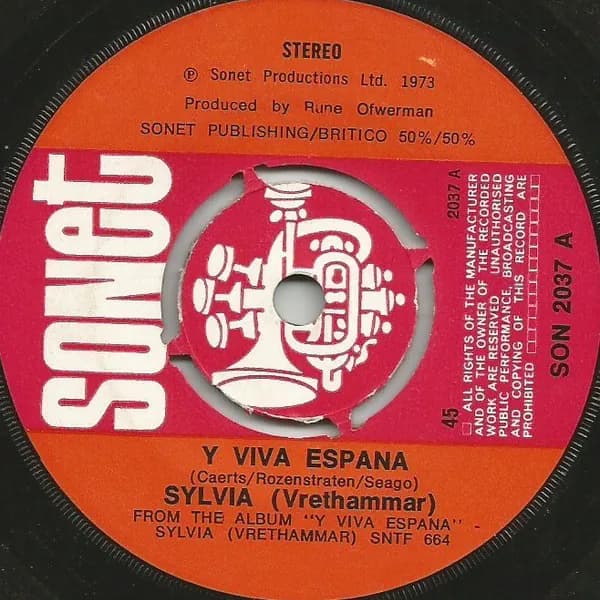 STEREO
℗ Sonet Productions Ltd. 1973
Produced by Rune Ofwerman
SONET PUBLISHING/BRITICO 50%/50%
sonet
2037 A
45
ALL RIGHTS OF THE MANUFACTURER
AND OF THE OWNER OF THE RECORDED
WORK ARE RESERVED. UNAUTHORISED
PUBLIC PERFORMANCE, BROADCASTING
AND COPYING OF THIS RECORD ARE
PROHIBITED
SON 2037 A
Y VIVA ESPANA
(Caerts/Rozenstraten/Seago)
SYLVIA (Vrethammar)
FROM THE ALBUM "Y VIVA ESPANA" -
SYLVIA (VRETHAMMAR) SNTF 664